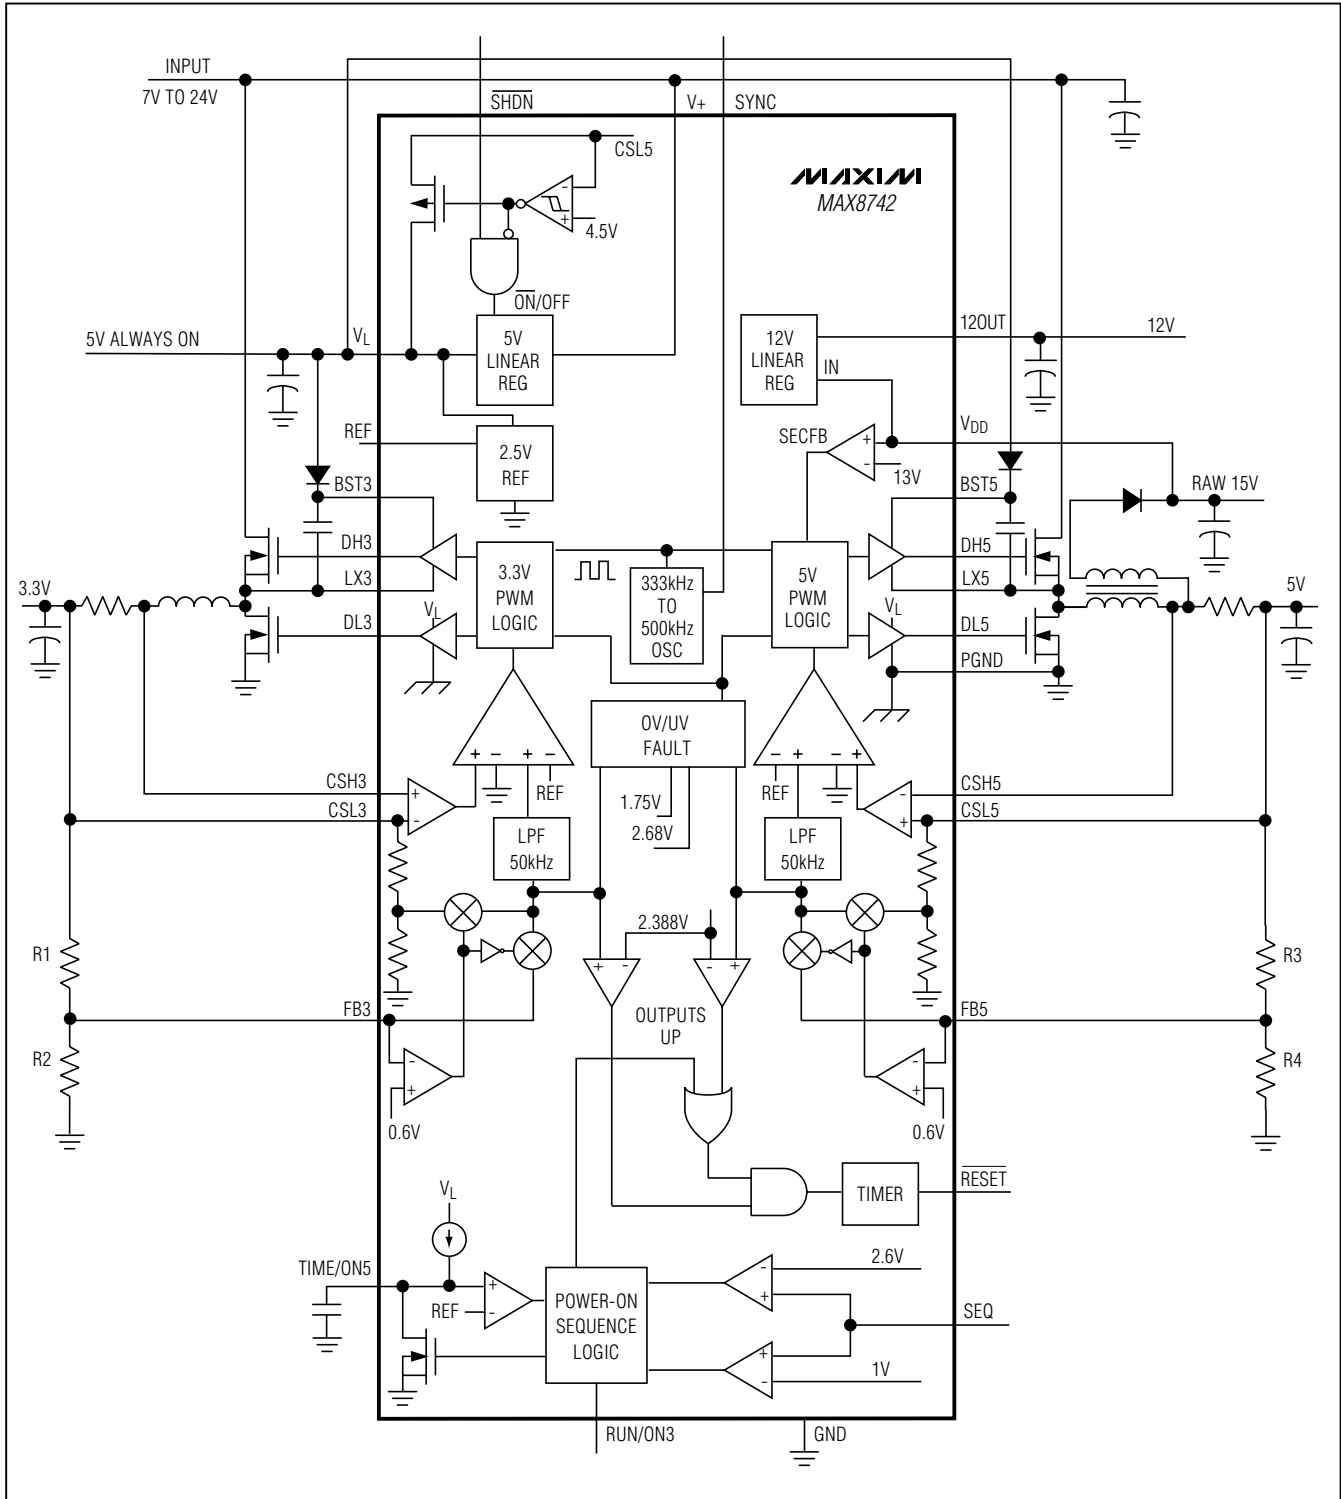 INPUT
7V TO 24V
SHDN
V+
SYNC
CSL5
MAXIM
MAX8742
-
+
4.5V
ON/OFF
5V ALWAYS ON
VL
5V
LINEAR
REG
12V
LINEAR
REG
12OUT
12V
IN
REF
2.5V
REF
SECFB
+
-
13V
VDD
RAW 15V
BST3
BST5
DH3
DH5
LX3
LX5
3.3V
3.3V
PWM
LOGIC
333kHz
TO
500kHz
OSC
5V
PWM
LOGIC
5V
VL
VL
DL3
DL5
PGND
OV/UV
FAULT
+ - + -
- + - +
REF
REF
1.75V
2.68V
CSH3
+
CSL3
-
CSH5
-
CSL5
+
LPF
50kHz
LPF
50kHz
2.388V
+ -
- +
R1
R3
FB3
FB5
OUTPUTS
UP
R2
R4
-
+
0.6V
-
+
0.6V
TIMER
RESET
VL
TIME/ON5
+
REF
-
POWER-ON
SEQUENCE
LOGIC
-
2.6V
+
SEQ
+
-
1V
RUN/ON3
GND